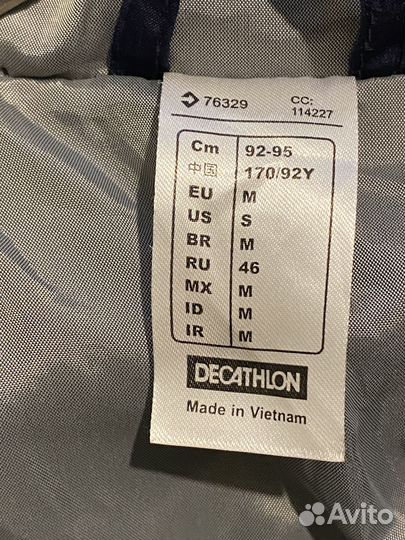 76329 CC:
114227
Cm 92-95
中国 170/92Y
EU M
US S
BR M
RU 46
MX M
ID M
IR M
DECATHLON
Made in Vietnam
Avito